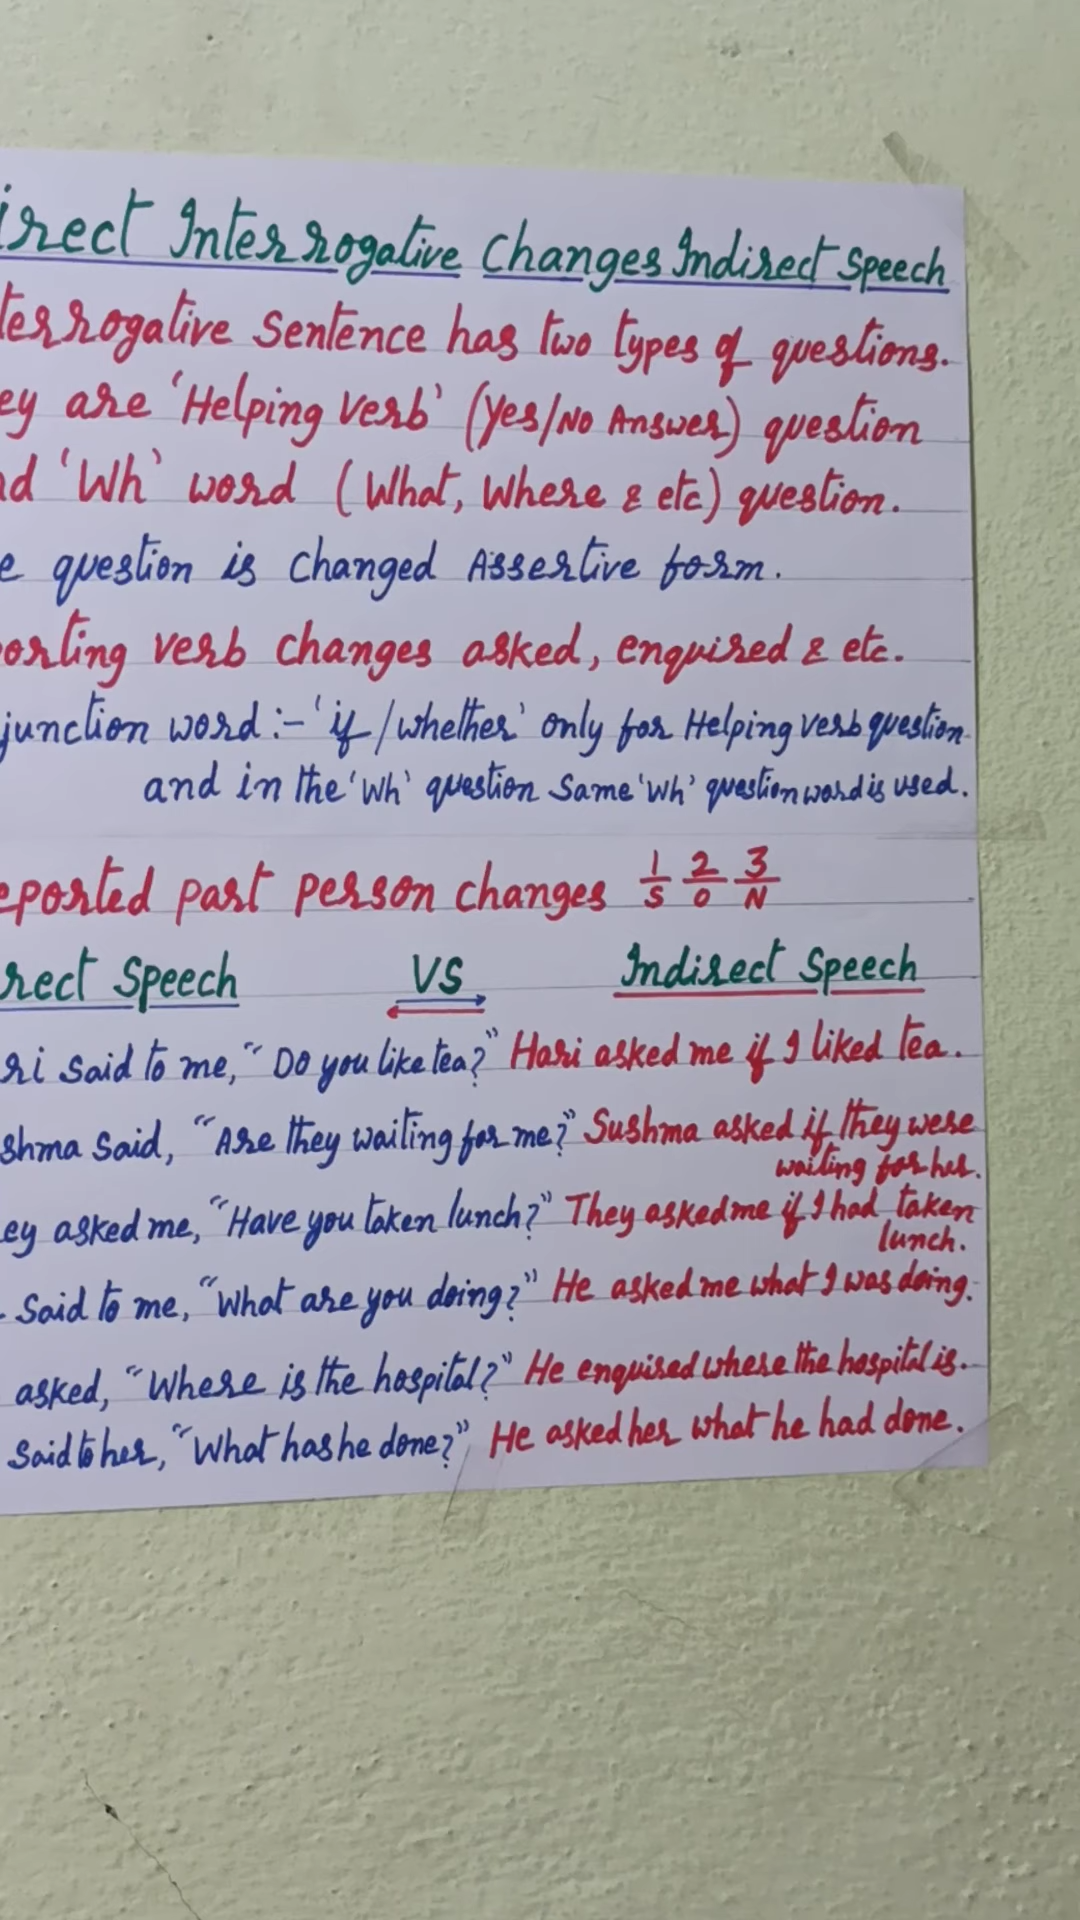 irect Interrogative Changes Indirect Speech
terrogative Sentence has two types of questions.
ey are 'Helping Verb' (Yes/No Answer) question
nd 'Wh' word (What, Where & etc) question.
e question is changed Assertive form.
orting verb changes asked, enquired & etc.
junction word :- 'if/whether' only for Helping verb question
and in the 'Wh' question Same 'Wh' question word is used.
eported part person changes 1/S 2/O 3/N
rect Speech VS Indirect Speech
ri Said to me, "Do you like tea?" Hari asked me if I liked tea.
shma Said, "Are they waiting for me?" Sushma asked if they were
waiting for her.
ey asked me, "Have you taken lunch?" They asked me if I had taken
lunch.
Said to me, "What are you doing?" He asked me what I was doing.
asked, "Where is the hospital?" He enquired where the hospital is.
Said to her, "What has he done?" He asked her what he had done.